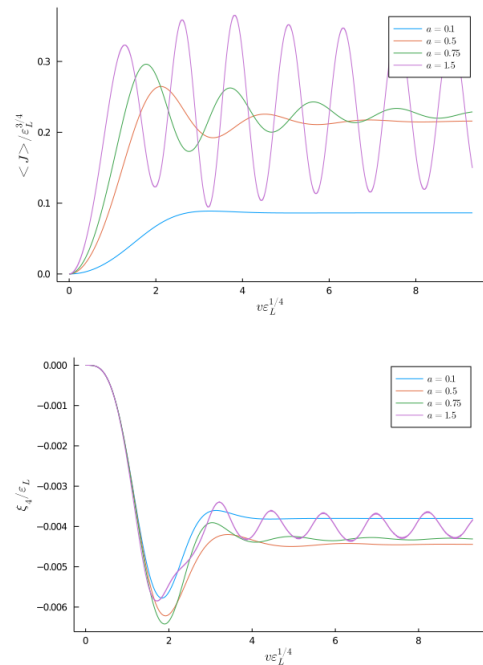 <J>/ε_L^{3/4}
0.3
0.2
0.1
0.0
a = 0.1
a = 0.5
a = 0.75
a = 1.5
0 2 4 6 8
vε_L^{1/4}
ξ_4/ε_L
0.000
−0.001
−0.002
−0.003
−0.004
−0.005
−0.006
a = 0.1
a = 0.5
a = 0.75
a = 1.5
0 2 4 6 8
vε_L^{1/4}